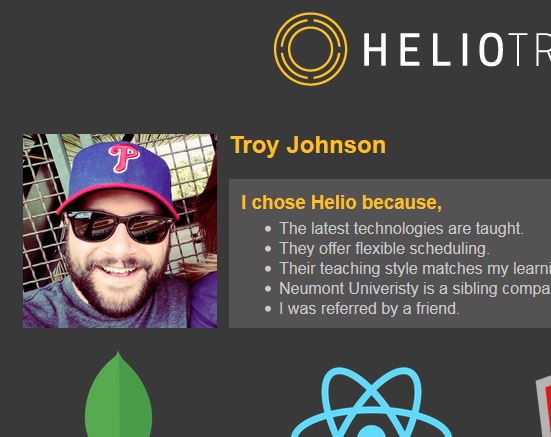 HELIOTR
Troy Johnson
P
I chose Helio because,
The latest technologies are taught.
They offer flexible scheduling.
Their teaching style matches my learni
Neumont Univeristy is a sibling compa
I was referred by a friend.